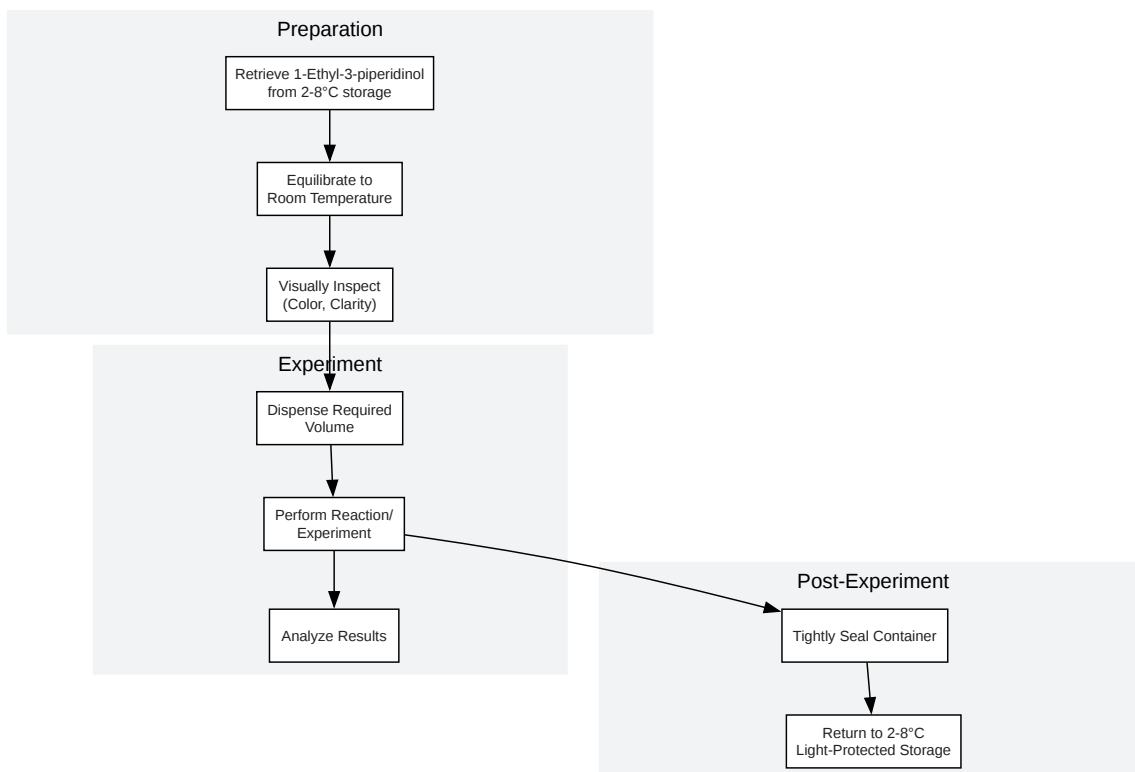 Preparation
Retrieve 1-Ethyl-3-piperidinol
from 2-8°C storage
Equilibrate to
Room Temperature
Visually Inspect
(Color, Clarity)
Experiment
Dispense Required
Volume
Perform Reaction/
Experiment
Analyze Results
Post-Experiment
Tightly Seal Container
Return to 2-8°C
Light-Protected Storage